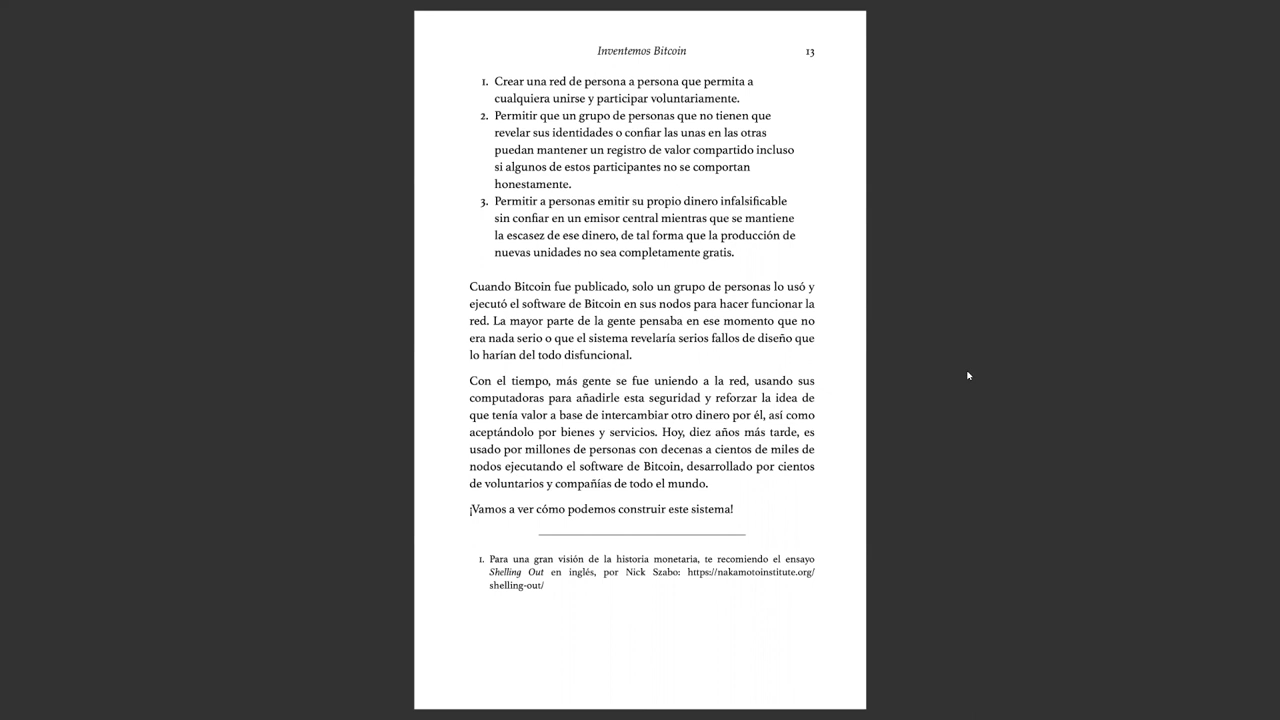 Inventemos Bitcoin 13
1. Crear una red de persona a persona que permita a
cualquiera unirse y participar voluntariamente.
2. Permitir que un grupo de personas que no tienen que
revelar sus identidades o confiar las unas en las otras
puedan mantener un registro de valor compartido incluso
si algunos de estos participantes no se comportan
honestamente.
3. Permitir a personas emitir su propio dinero infalsificable
sin confiar en un emisor central mientras que se mantiene
la escasez de ese dinero, de tal forma que la producción de
nuevas unidades no sea completamente gratis.
Cuando Bitcoin fue publicado, solo un grupo de personas lo usó y
ejecutó el software de Bitcoin en sus nodos para hacer funcionar la
red. La mayor parte de la gente pensaba en ese momento que no
era nada serio o que el sistema revelaría serios fallos de diseño que
lo harían del todo disfuncional.
Con el tiempo, más gente se fue uniendo a la red, usando sus
computadoras para añadirle esta seguridad y reforzar la idea de
que tenía valor a base de intercambiar otro dinero por él, así como
aceptándolo por bienes y servicios. Hoy, diez años más tarde, es
usado por millones de personas con decenas a cientos de miles de
nodos ejecutando el software de Bitcoin, desarrollado por cientos
de voluntarios y compañías de todo el mundo.
¡Vamos a ver cómo podemos construir este sistema!
1. Para una gran visión de la historia monetaria, te recomiendo el ensayo
Shelling Out en inglés, por Nick Szabo: https://nakamotoinstitute.org/
shelling-out/